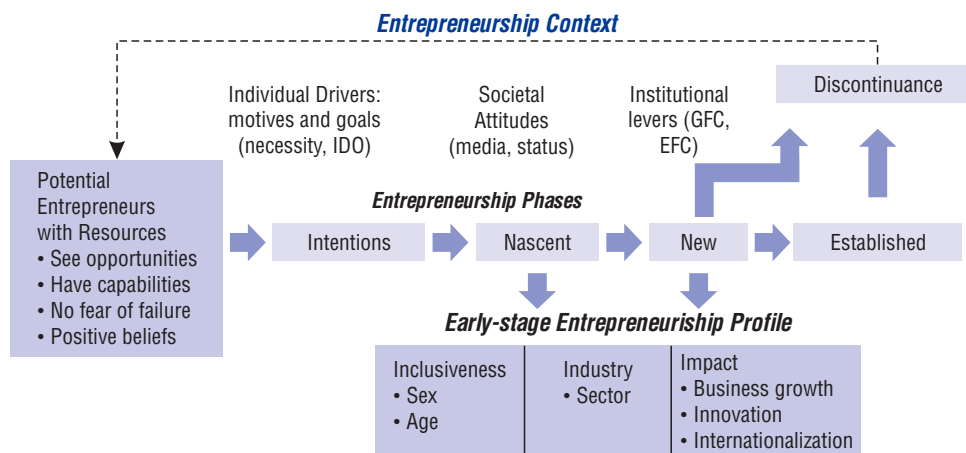 Entrepreneurship Context
Discontinuance
Individual Drivers:
motives and goals
(necessity, IDO)
Societal
Attitudes
(media, status)
Institutional
levers (GFC,
EFC)
Potential
Entrepreneurs
with Resources
• See opportunities
• Have capabilities
• No fear of failure
• Positive beliefs
Entrepreneurship Phases
Intentions
Nascent
New
Established
Early-stage Entrepreneuriship Profile
Inclusiveness
• Sex
• Age
Industry
• Sector
Impact
• Business growth
• Innovation
• Internationalization